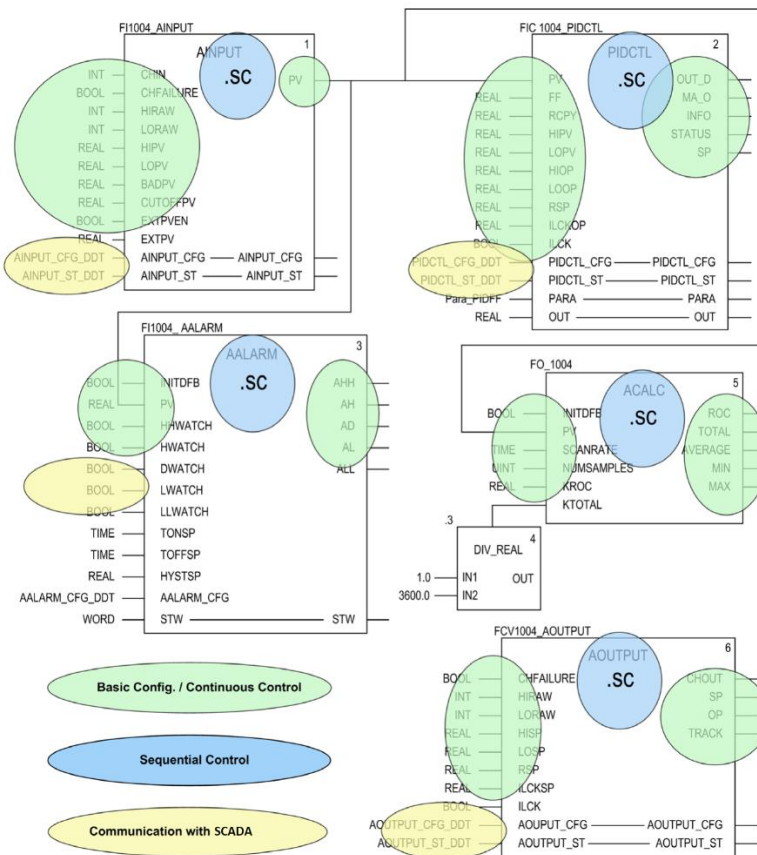 FI1004_AINPUT
AINPUT 1
.SC
INT CHIN PV
BOOL CHFAILURE
INT HIRAW
INT LORAW
REAL HIPV
REAL LOPV
REAL BADPV
REAL CUTOFFPV
BOOL EXTPVEN
REAL EXTPV
AINPUT_CFG_DDT AINPUT_CFG AINPUT_CFG
AINPUT_ST_DDT AINPUT_ST AINPUT_ST
FIC 1004_PIDCTL
PIDCTL 2
.SC
PV OUT_D
REAL FF MA_O
REAL RCPY INFO
REAL HIPV STATUS
REAL LOPV SP
REAL HIOP
REAL LOOP
REAL RSP
REAL ILCKOP
BOOL ILCK
PIDCTL_CFG_DDT PIDCTL_CFG PIDCTL_CFG
PIDCTL_ST_DDT PIDCTL_ST PIDCTL_ST
Para_PIDFF PARA PARA
REAL OUT OUT
FI1004_ AALARM
AALARM 3
.SC
BOOL INITDFB AHH
REAL PV AH
BOOL HHWATCH AD
BOOL HWATCH AL
BOOL DWATCH ALL
BOOL LWATCH
BOOL LLWATCH
TIME TONSP
TIME TOFFSP
REAL HYSTSP
AALARM_CFG_DDT AALARM_CFG
WORD STW STW
FO_1004
ACALC 5
.SC
BOOL INITDFB ROC
PV TOTAL
TIME SCANRATE AVERAGE
UINT NUMSAMPLES MIN
REAL KROC MAX
KTOTAL
.3
DIV_REAL 4
1.0 IN1 OUT
3600.0 IN2
FCV1004_AOUTPUT
AOUTPUT 6
.SC
BOOL CHFAILURE CHOUT
INT HIRAW SP
INT LORAW OP
REAL HISP TRACK
REAL LOSP
REAL RSP
REAL ILCKSP
BOOL ILCK
AOUTPUT_CFG_DDT AOUPUT_CFG AOUTPUT_CFG
AOUTPUT_ST_DDT AOUTPUT_ST AOUTPUT_ST
Basic Config. / Continuous Control
Sequential Control
Communication with SCADA